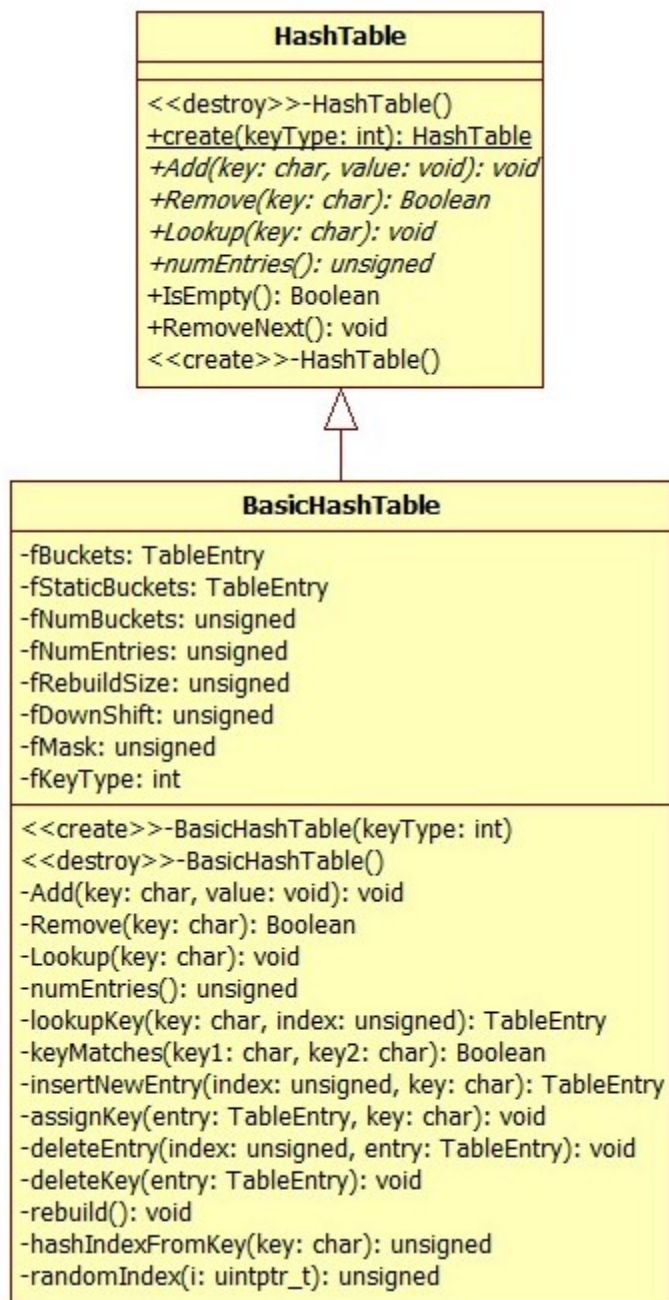 HashTable
<<destroy>>-HashTable()
+create(keyType: int): HashTable
+Add(key: char, value: void): void
+Remove(key: char): Boolean
+Lookup(key: char): void
+numEntries(): unsigned
+IsEmpty(): Boolean
+RemoveNext(): void
<<create>>-HashTable()
BasicHashTable
-fBuckets: TableEntry
-fStaticBuckets: TableEntry
-fNumBuckets: unsigned
-fNumEntries: unsigned
-fRebuildSize: unsigned
-fDownShift: unsigned
-fMask: unsigned
-fKeyType: int
<<create>>-BasicHashTable(keyType: int)
<<destroy>>-BasicHashTable()
-Add(key: char, value: void): void
-Remove(key: char): Boolean
-Lookup(key: char): void
-numEntries(): unsigned
-lookupKey(key: char, index: unsigned): TableEntry
-keyMatches(key1: char, key2: char): Boolean
-insertNewEntry(index: unsigned, key: char): TableEntry
-assignKey(entry: TableEntry, key: char): void
-deleteEntry(index: unsigned, entry: TableEntry): void
-deleteKey(entry: TableEntry): void
-rebuild(): void
-hashIndexFromKey(key: char): unsigned
-randomIndex(i: uintptr_t): unsigned